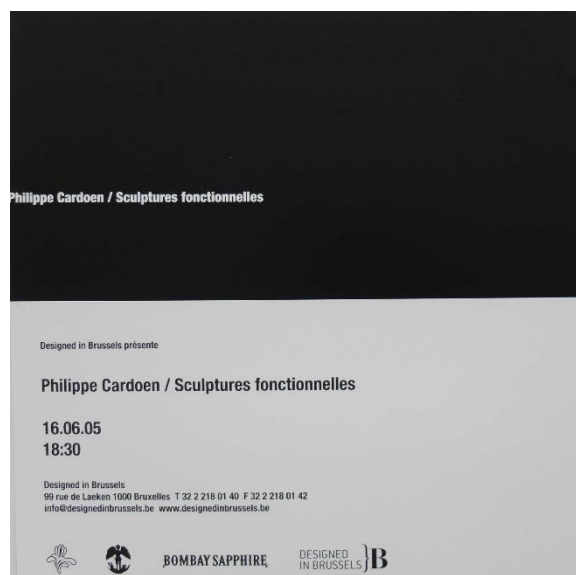 Philippe Cardoen / Sculptures fonctionnelles
Designed in Brussels présente
Philippe Cardoen / Sculptures fonctionnelles
16.06.05
18:30
Designed in Brussels
99 rue de Laeken 1000 Bruxelles T 32 2 218 01 40 F 32 2 218 01 42
info@designedinbrussels.be www.designedinbrussels.be
BOMBAY SAPPHIRE
DESIGNED
IN BRUSSELS }B